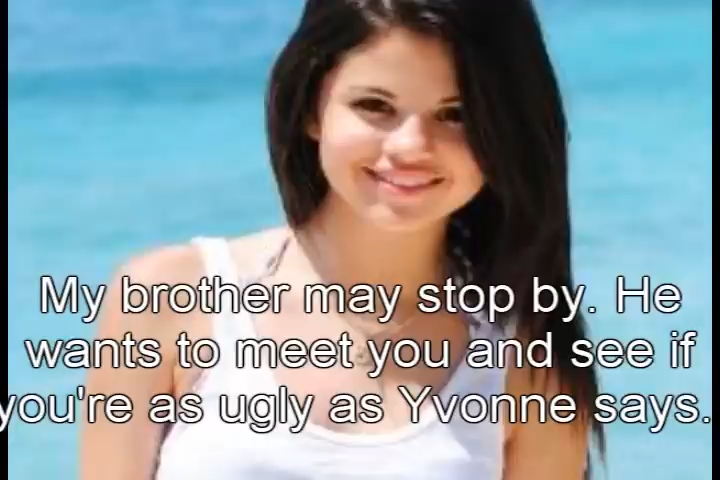 My brother may stop by. He
wants to meet you and see if
you're as ugly as Yvonne says.